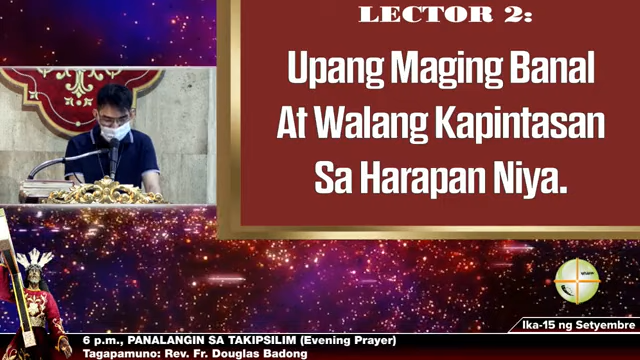 LECTOR 2:
Upang Maging Banal
At Walang Kapintasan
Sa Harapan Niya.
Ika-15 ng Setyembre
6 p.m., PANALANGIN SA TAKIPSILIM (Evening Prayer)
Tagapamuno: Rev. Fr. Douglas Badong